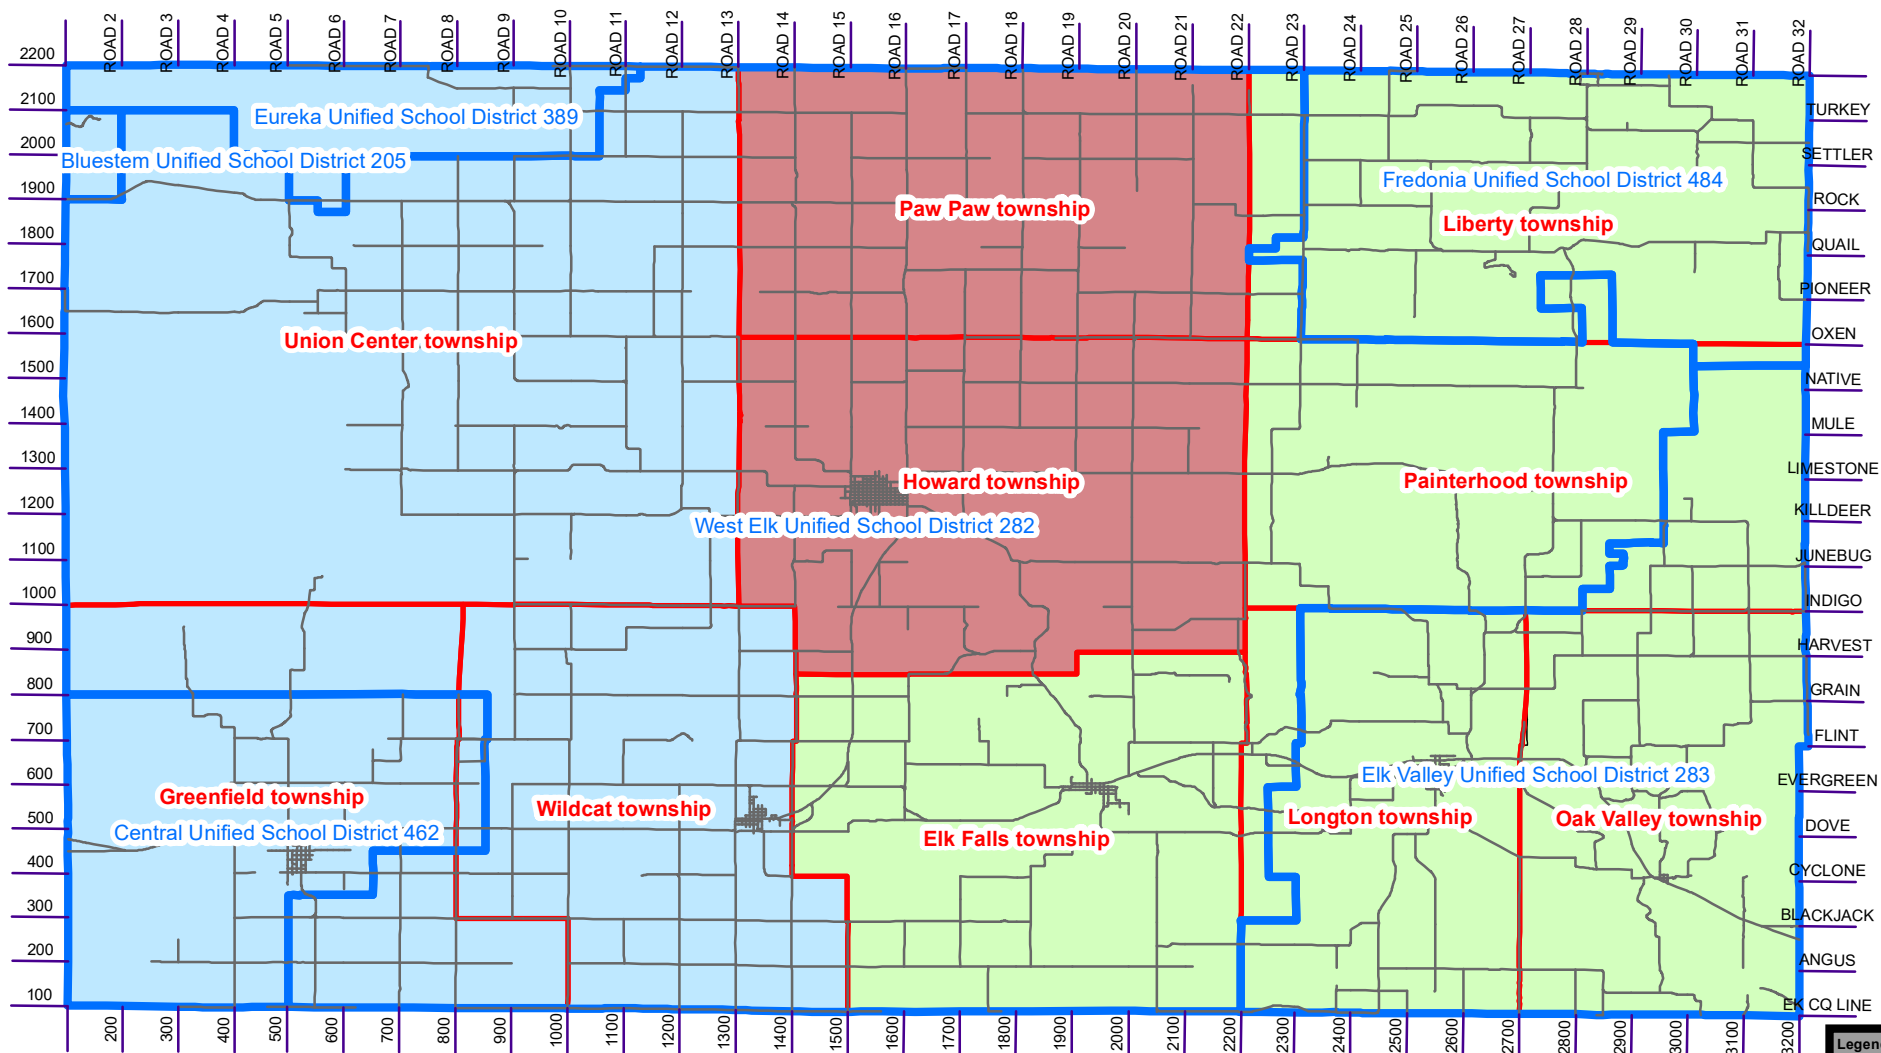 ROAD 2
ROAD 3
ROAD 4
ROAD 5
ROAD 6
ROAD 7
ROAD 8
ROAD 9
ROAD 10
ROAD 11
ROAD 12
ROAD 13
ROAD 14
ROAD 15
ROAD 16
ROAD 17
ROAD 18
ROAD 19
ROAD 20
ROAD 21
ROAD 22
ROAD 23
ROAD 24
ROAD 25
ROAD 26
ROAD 27
ROAD 28
ROAD 29
ROAD 30
ROAD 31
ROAD 32
2200
2100
2000
1900
1800
1700
1600
1500
1400
1300
1200
1100
1000
900
800
700
600
500
400
300
200
100
Eureka Unified School District 389
Bluestem Unified School District 205
Fredonia Unified School District 484
Paw Paw township
Liberty township
Union Center township
Howard township
Painterhood township
West Elk Unified School District 282
Elk Valley Unified School District 283
Greenfield township
Wildcat township
Longton township
Oak Valley township
Central Unified School District 462
Elk Falls township
TURKEY
SETTLER
ROCK
QUAIL
PIONEER
OXEN
NATIVE
MULE
LIMESTONE
KILLDEER
JUNEBUG
INDIGO
HARVEST
GRAIN
FLINT
EVERGREEN
DOVE
CYCLONE
BLACKJACK
ANGUS
EK CQ LINE
200
300
400
500
600
700
800
900
1000
1100
1200
1300
1400
1500
1600
1700
1800
1900
2000
2100
2200
2300
2400
2500
2600
2700
2800
2900
3000
3100
3200
Legen